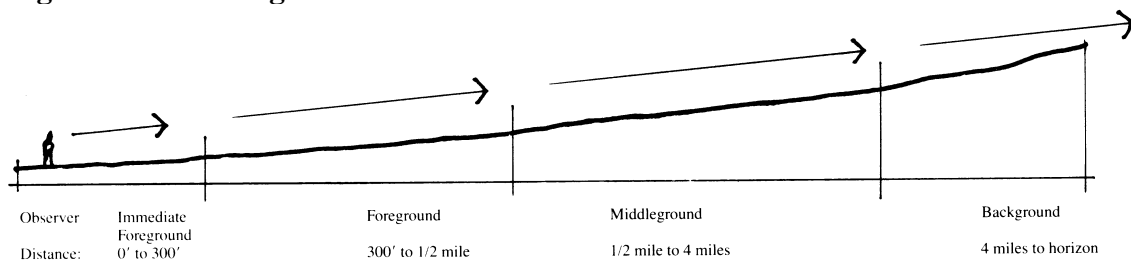 Observer Immediate Foreground Foreground Middleground Background
Distance: 0' to 300' 300' to 1/2 mile 1/2 mile to 4 miles 4 miles to horizon